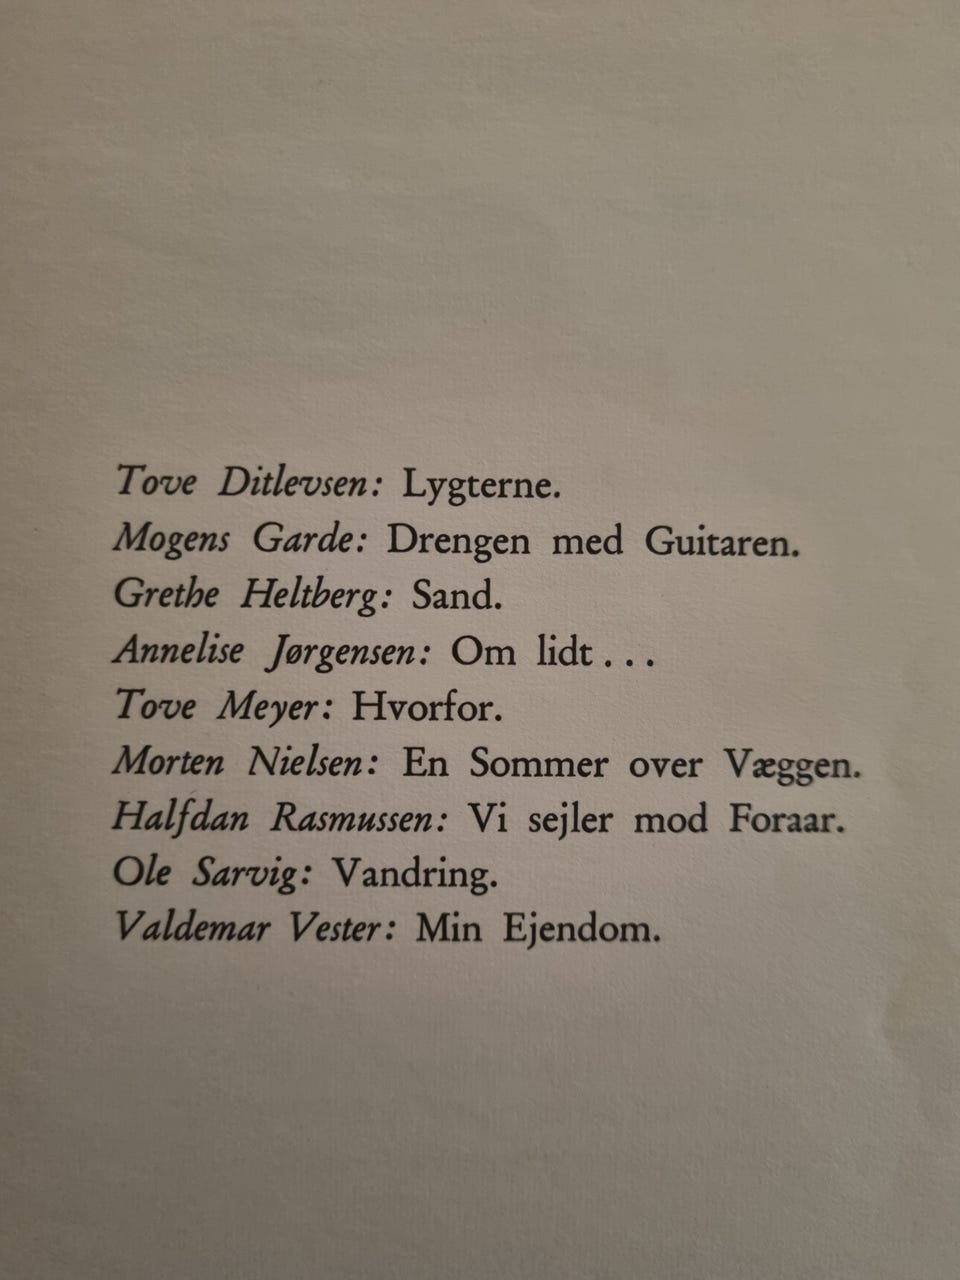 Tove Ditlevsen: Lygterne.
Mogens Garde: Drengen med Guitaren.
Grethe Heltberg: Sand.
Annelise Jørgensen: Om lidt . . .
Tove Meyer: Hvorfor.
Morten Nielsen: En Sommer over Væggen.
Halfdan Rasmussen: Vi sejler mod Foraar.
Ole Sarvig: Vandring.
Valdemar Vester: Min Ejendom.